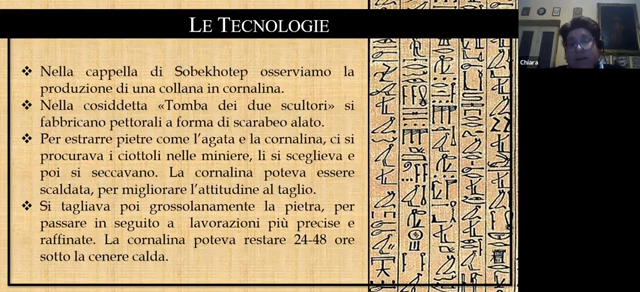 LE TECNOLOGIE
❖ Nella cappella di Sobekhotep osserviamo la
produzione di una collana in cornalina.
❖ Nella cosiddetta «Tomba dei due scultori» si
fabbricano pettorali a forma di scarabeo alato.
❖ Per estrarre pietre come l'agata e la cornalina, ci si
procurava i ciottoli nelle miniere, li si sceglieva e
poi si seccavano. La cornalina poteva essere
scaldata, per migliorare l'attitudine al taglio.
❖ Si tagliava poi grossolanamente la pietra, per
passare in seguito a lavorazioni più precise e
raffinate. La cornalina poteva restare 24-48 ore
sotto la cenere calda.
Chiara